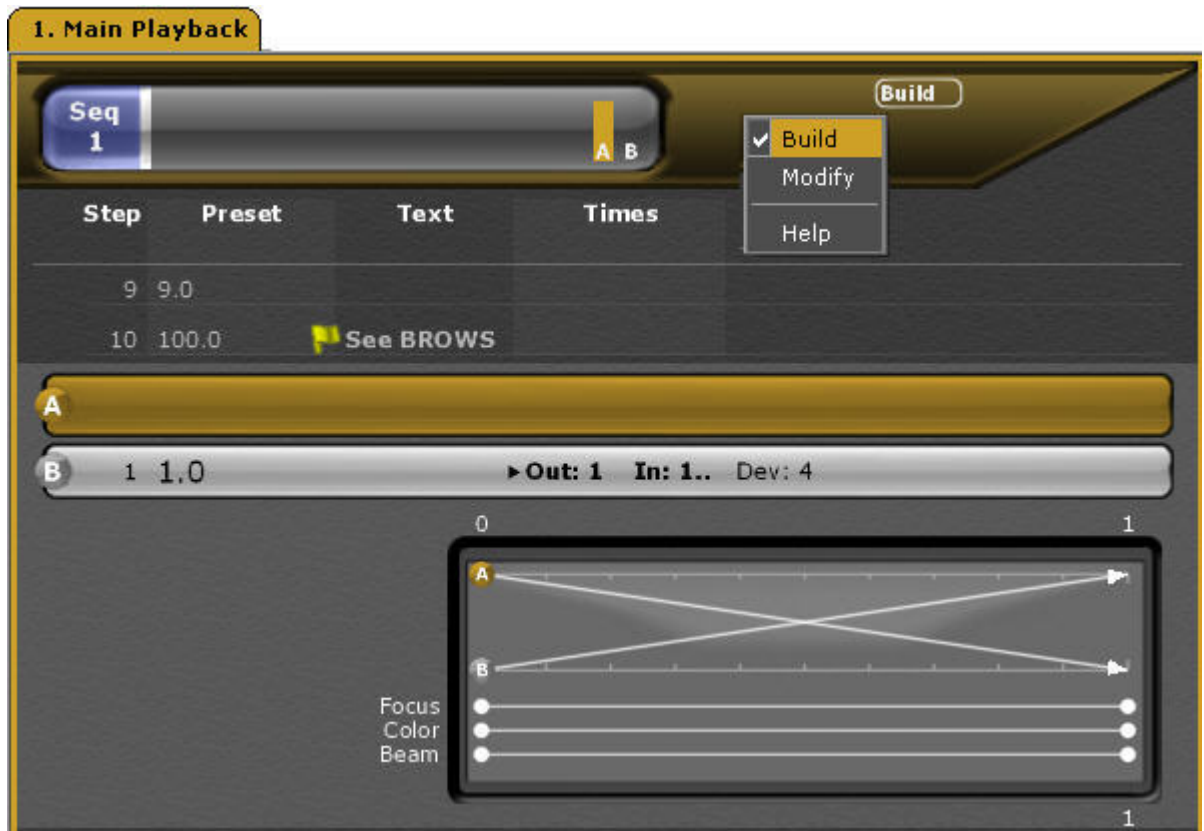 1. Main Playback
Seq
1
A B
Build
Build
Modify
Help
Step Preset Text Times
9 9.0
10 100.0 See BROWS
A
B 1 1.0 ▸Out: 1 In: 1.. Dev: 4
0 1
A
B
Focus
Color
Beam
1